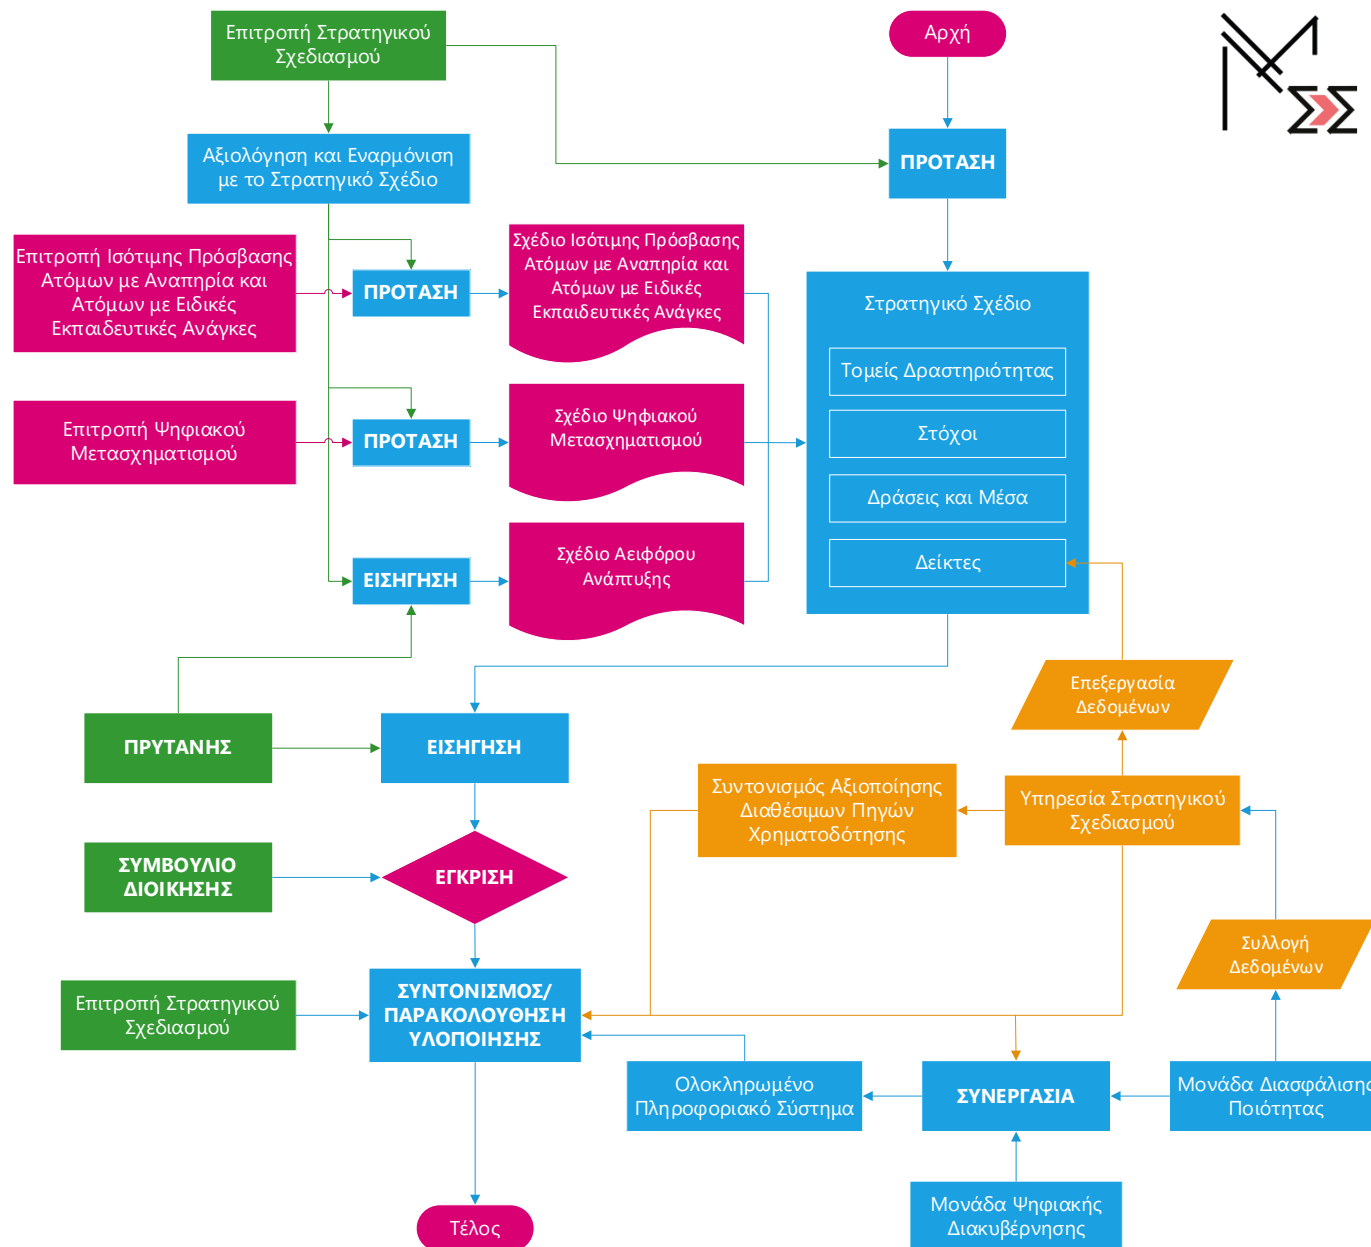 Επιτροπή Στρατηγικού
Σχεδιασμού
Αρχή
Αξιολόγηση και Εναρμόνιση
με το Στρατηγικό Σχέδιο
ΠΡΟΤΑΣΗ
Επιτροπή Ισότιμης Πρόσβασης
Ατόμων με Αναπηρία και
Ατόμων με Ειδικές
Εκπαιδευτικές Ανάγκες
ΠΡΟΤΑΣΗ
Σχέδιο Ισότιμης Πρόσβασης
Ατόμων με Αναπηρία και
Ατόμων με Ειδικές
Εκπαιδευτικές Ανάγκες
Στρατηγικό Σχέδιο
Τομείς Δραστηριότητας
Στόχοι
Δράσεις και Μέσα
Δείκτες
Επιτροπή Ψηφιακού
Μετασχηματισμού
ΠΡΟΤΑΣΗ
Σχέδιο Ψηφιακού
Μετασχηματισμού
ΕΙΣΗΓΗΣΗ
Σχέδιο Αειφόρου
Ανάπτυξης
Επεξεργασία
Δεδομένων
ΠΡΥΤΑΝΗΣ
ΕΙΣΗΓΗΣΗ
Συντονισμός Αξιοποίησης
Διαθέσιμων Πηγών
Χρηματοδότησης
Υπηρεσία Στρατηγικού
Σχεδιασμού
ΣΥΜΒΟΥΛΙΟ
ΔΙΟΙΚΗΣΗΣ
ΕΓΚΡΙΣΗ
Συλλογή
Δεδομένων
Επιτροπή Στρατηγικού
Σχεδιασμού
ΣΥΝΤΟΝΙΣΜΟΣ/
ΠΑΡΑΚΟΛΟΥΘΗΣΗ
ΥΛΟΠΟΙΗΣΗΣ
Ολοκληρωμένο
Πληροφοριακό Σύστημα
ΣΥΝΕΡΓΑΣΙΑ
Μονάδα Διασφάλισης
Ποιότητας
Τέλος
Μονάδα Ψηφιακής
Διακυβέρνησης